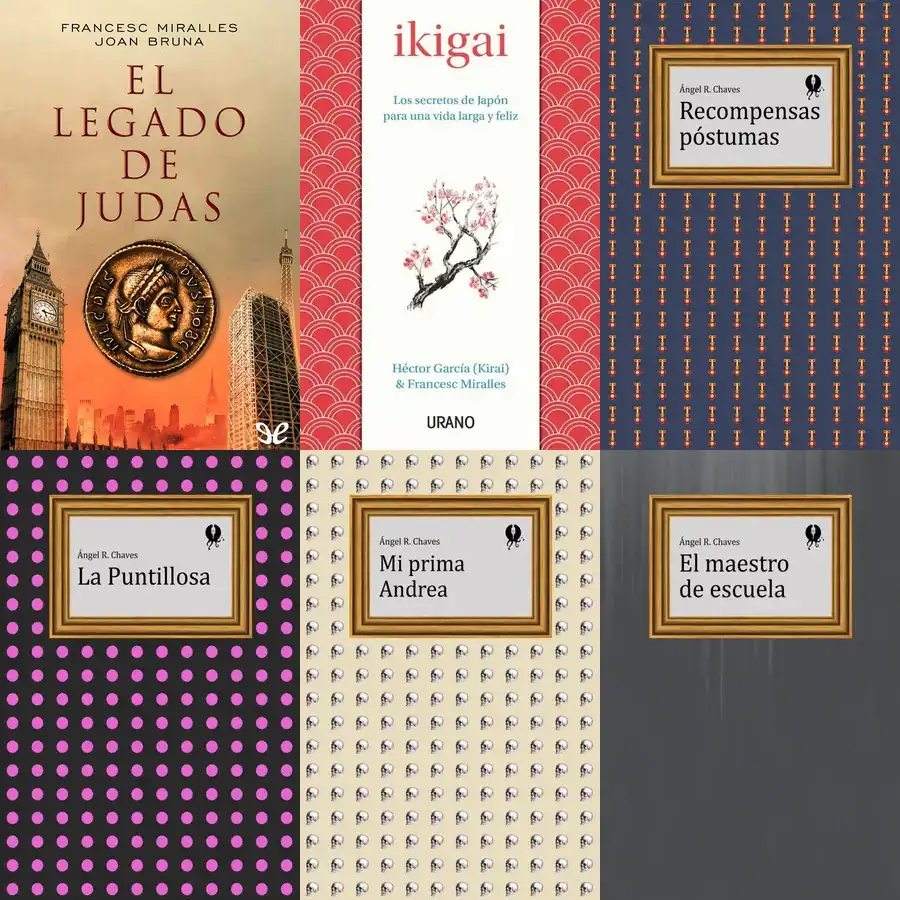 FRANCESC MIRALLES
JOAN BRUNA
EL
LEGADO
DE
JUDAS
ikigai
Los secretos de Japón
para una vida larga y feliz
Héctor García (Kirai)
& Francesc Miralles
URANO
Ángel R. Chaves
Recompensas
póstumas
Ángel R. Chaves
La Puntillosa
Ángel R. Chaves
Mi prima
Andrea
Ángel R. Chaves
El maestro
de escuela